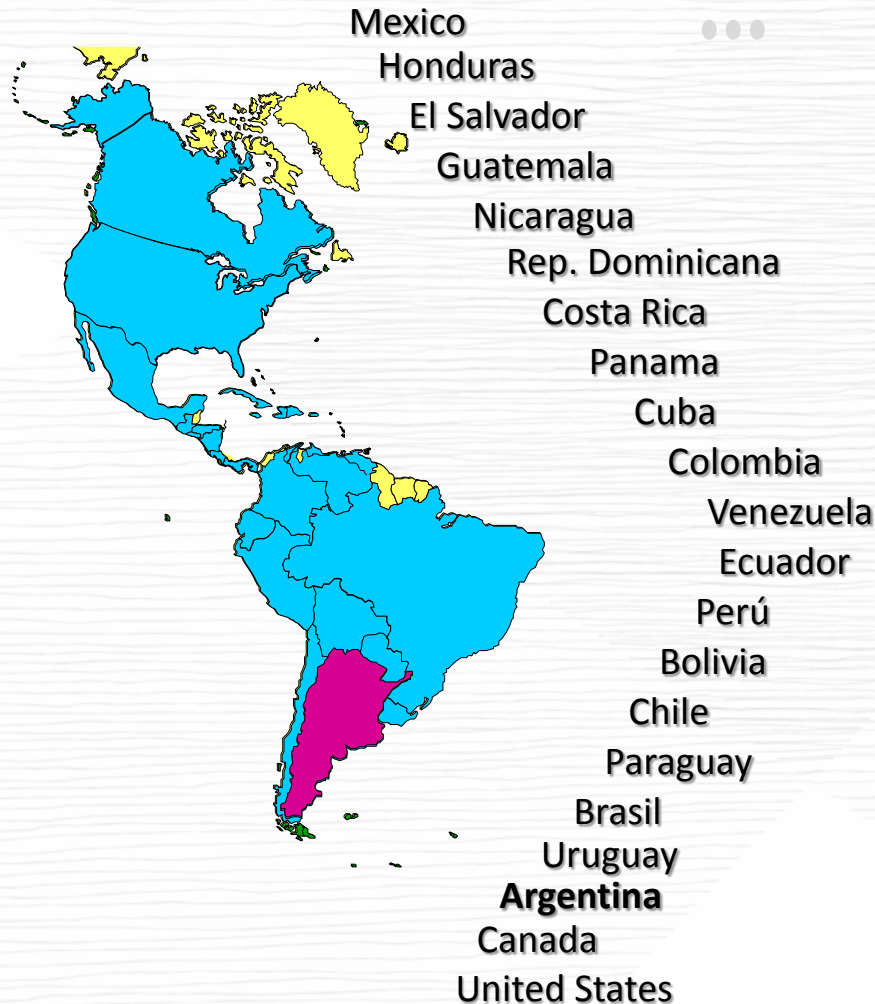 Mexico
Honduras
El Salvador
Guatemala
Nicaragua
Rep. Dominicana
Costa Rica
Panama
Cuba
Colombia
Venezuela
Ecuador
Perú
Bolivia
Chile
Paraguay
Brasil
Uruguay
Argentina
Canada
United States